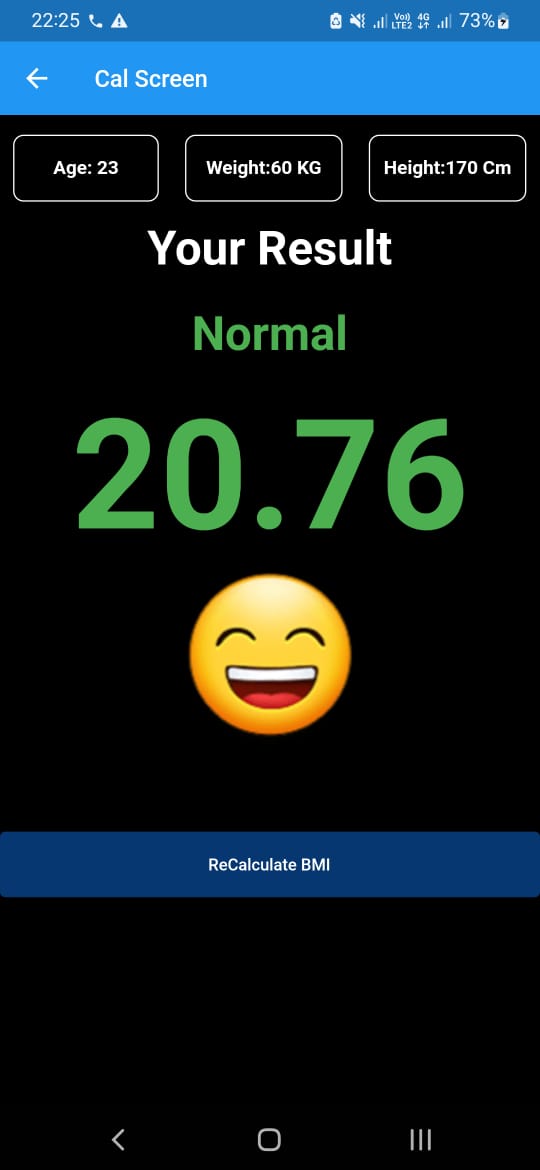 22:25 Vo) 4G 73%
LTE2
Cal Screen
Age: 23 Weight:60 KG Height:170 Cm
Your Result
Normal
20.76
ReCalculate BMI